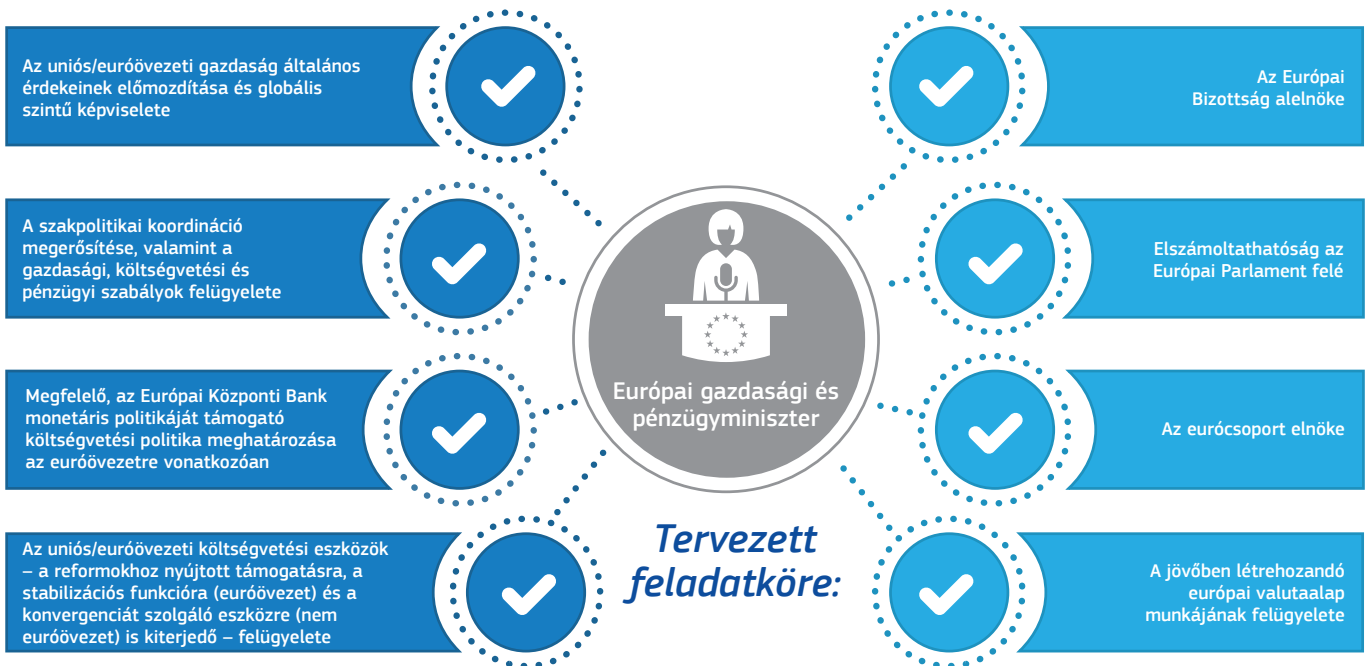 Az uniós/euróövezeti gazdaság általános
érdekeinek előmozdítása és globális
szintű képviselete
A szakpolitikai koordináció
megerősítése, valamint a
gazdasági, költségvetési és
pénzügyi szabályok felügyelete
Megfelelő, az Európai Központi Bank
monetáris politikáját támogató
költségvetési politika meghatározása
az euróövezetre vonatkozóan
Az uniós/euróövezeti költségvetési eszközök
– a reformokhoz nyújtott támogatásra, a
stabilizációs funkcióra (euróövezet) és a
konvergenciát szolgáló eszközre (nem
euróövezet) is kiterjedő – felügyelete
Európai gazdasági és
pénzügyminiszter
Tervezett
feladatköre:
Az Európai
Bizottság alelnöke
Elszámoltathatóság az
Európai Parlament felé
Az eurócsoport elnöke
A jövőben létrehozandó
európai valutaalap
munkájának felügyelete